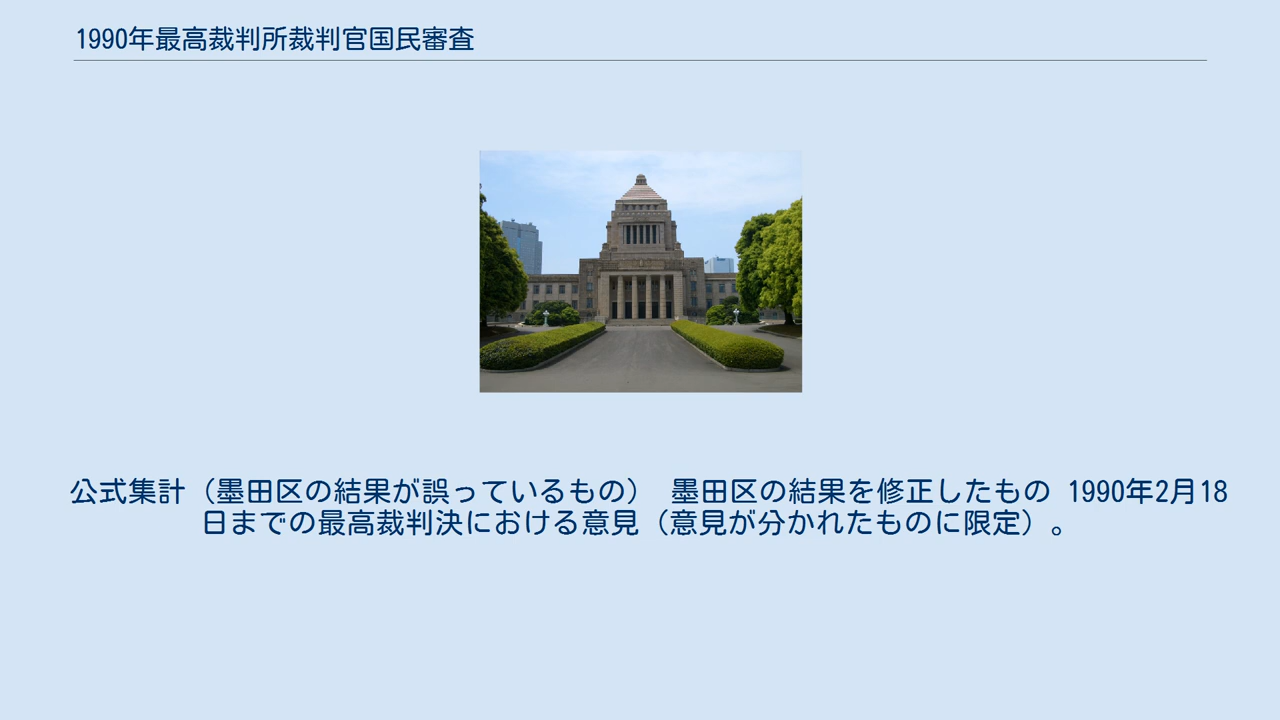 1990年最高裁判所裁判官国民審査
公式集計（墨田区の結果が誤っているもの） 墨田区の結果を修正したもの 1990年2月18
日までの最高裁判決における意見（意見が分かれたものに限定）。